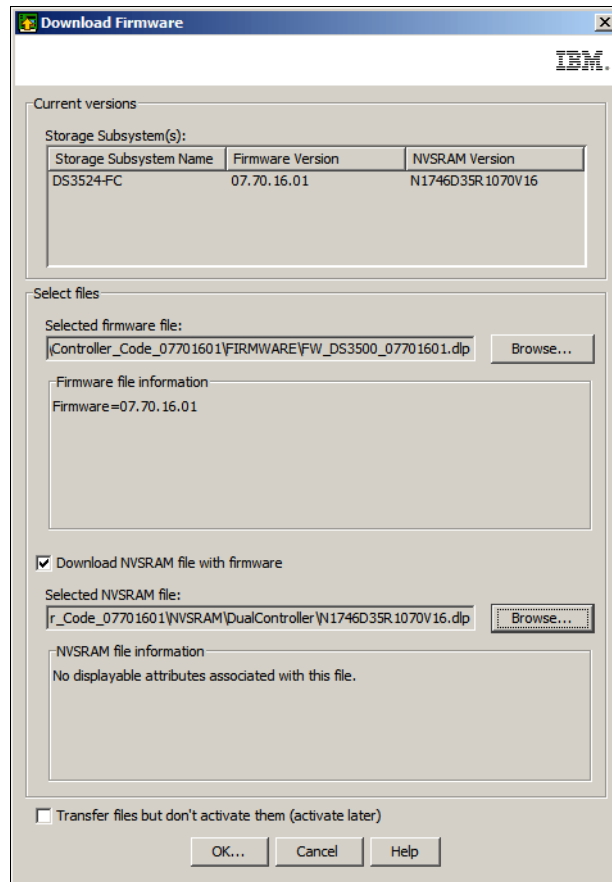 Download Firmware
IBM.
Current versions
Storage Subsystem(s):
Storage Subsystem Name Firmware Version NVSRAM Version
DS3524-FC 07.70.16.01 N1746D35R1070V16
Select files
Selected firmware file:
\Controller_Code_07701601\FIRMWARE\FW_DS3500_07701601.dlp Browse...
Firmware file information
Firmware=07.70.16.01
Download NVSRAM file with firmware
Selected NVSRAM file:
r_Code_07701601\NVSRAM\DualController\N1746D35R1070V16.dlp Browse...
NVSRAM file information
No displayable attributes associated with this file.
Transfer files but don't activate them (activate later)
OK... Cancel Help